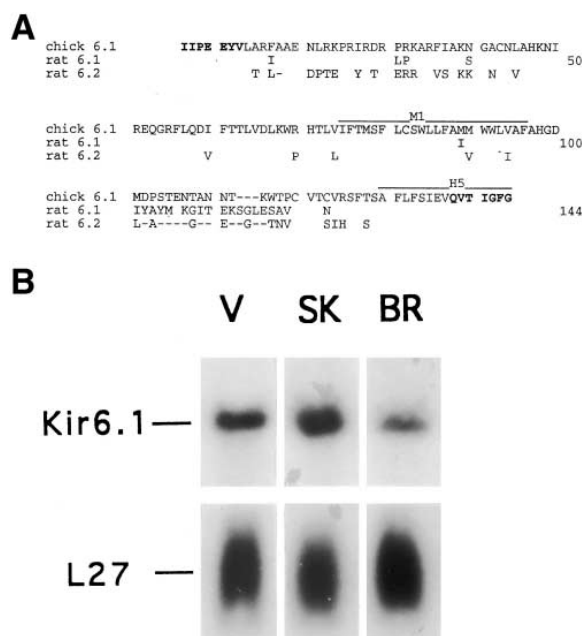 A
chick 6.1 IIPE EYVLARFAAE NLRKPRIRDR PRKARFIAKN GACNLAHKNI
rat 6.1 I LP S 50
rat 6.2 T L- DPTE Y T ERR VS KK N V
M1
chick 6.1 REQGRFLQDI FTTLVDLKWR HTLVIFTMSF LCSWLLFAMM WWLVAFAHGD
rat 6.1 I 100
rat 6.2 V R L V I
H5
chick 6.1 MDPSTENTAN NT---KWTPC VTCVRSFTSA FLFSIEVQVT IGFG
rat 6.1 IYAYM KGIT EKSGLESAV N 144
rat 6.2 L-A----G-- E--G--TNV SIH S
B
V SK BR
Kir6.1
L27